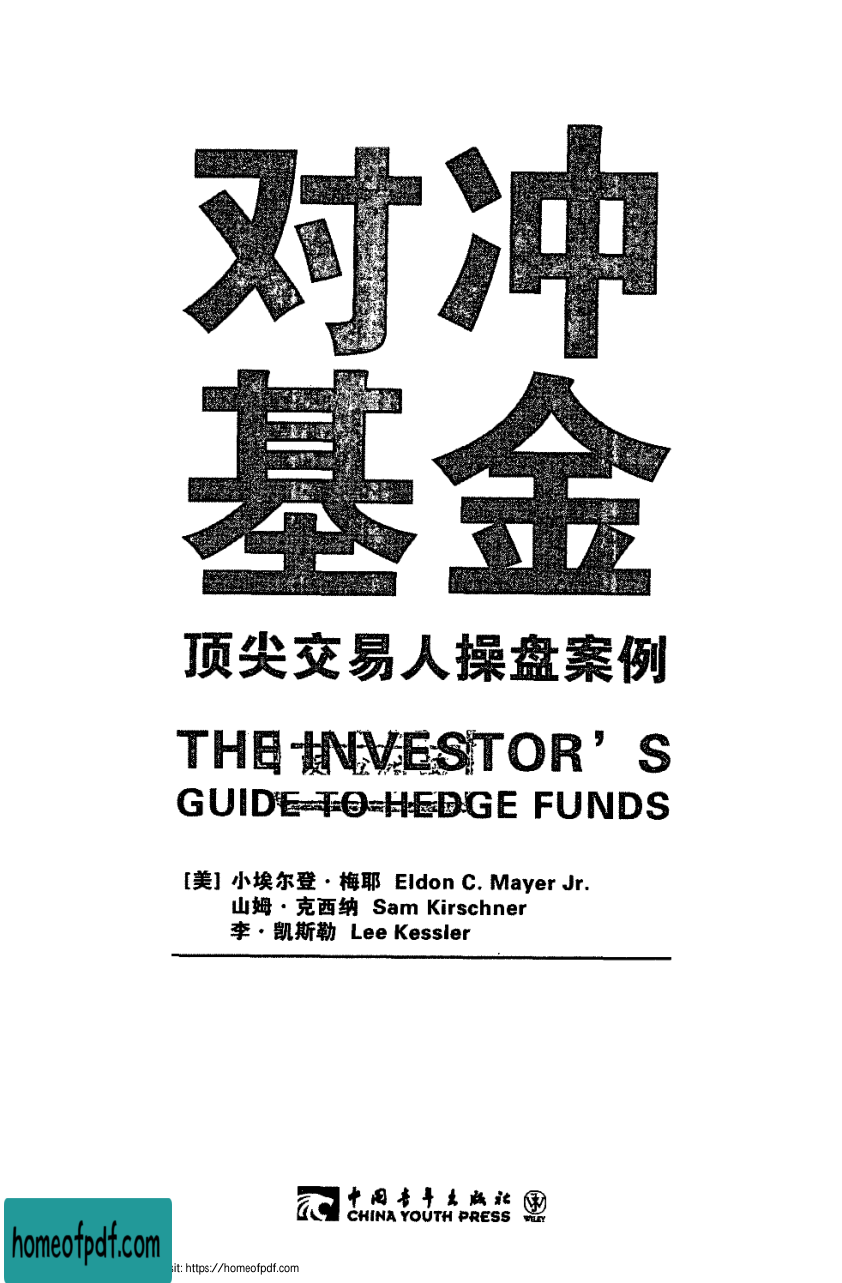 对冲
基金
顶尖交易人操盘案例
THE INVESTOR’S
GUIDE TO HEDGE FUNDS
[美] 小埃尔登·梅耶 Eldon C. Mayer Jr.
山姆·克西纳 Sam Kirschner
李·凯斯勒 Lee Kessler
中国青年出版社
CHINA YOUTH PRESS
WILEY
homeofpdf.com
sit: https://homeofpdf.com